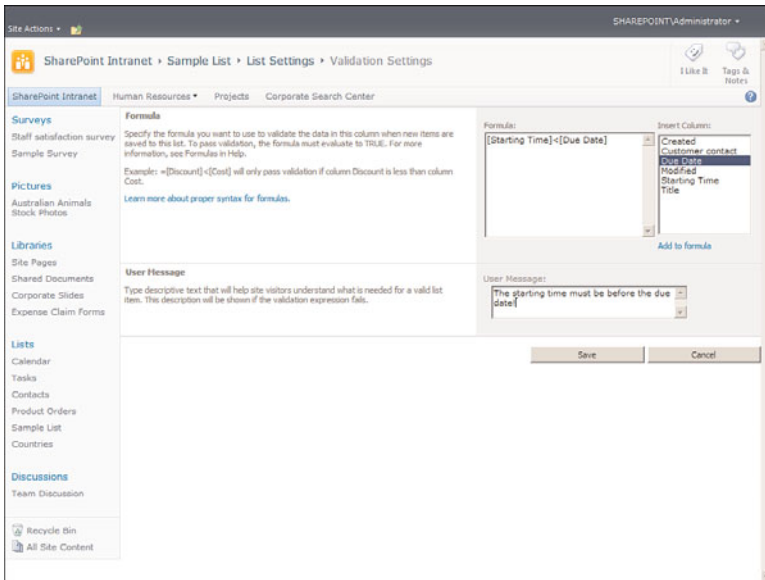 Site Actions
SHAREPOINT\Administrator
SharePoint Intranet › Sample List › List Settings › Validation Settings
I Like It
Tags &
Notes
SharePoint Intranet
Human Resources
Projects
Corporate Search Center
Surveys
Staff satisfaction survey
Sample Survey
Pictures
Australian Animals
Stock Photos
Libraries
Site Pages
Shared Documents
Corporate Slides
Expense Claim Forms
Lists
Calendar
Tasks
Contacts
Product Orders
Sample List
Countries
Discussions
Team Discussion
Recycle Bin
All Site Content
Formula
Specify the formula you want to use to validate the data in this column when new items are
saved to this list. To pass validation, the formula must evaluate to TRUE. For more
information, see Formulas in Help.
Example: =[Discount]<[Cost] will only pass validation if column Discount is less than column
Cost.
Learn more about proper syntax for formulas.
Formula:
[Starting Time]<[Due Date]
Insert Column:
Created
Customer contact
Due Date
Modified
Starting Time
Title
Add to formula
User Message
Type descriptive text that will help site visitors understand what is needed for a valid list
item. This description will be shown if the validation expression fails.
User Message:
The starting time must be before the due
date!
Save
Cancel